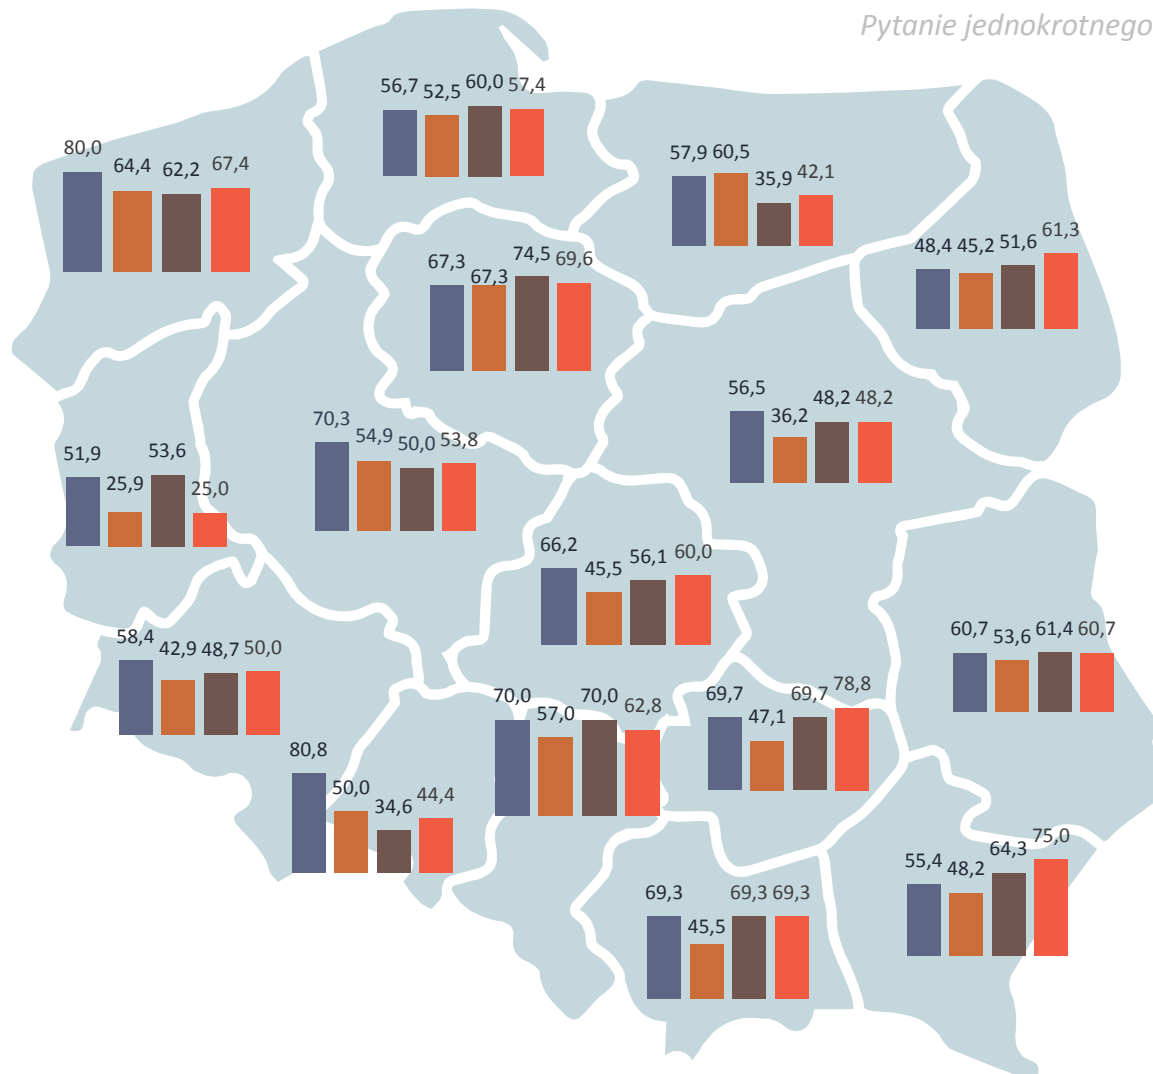 Pytanie jednokrotnego
56,7 52,5 60,0 57,4
80,0 64,4 62,2 67,4
57,9 60,5 35,9 42,1
48,4 45,2 51,6 61,3
67,3 67,3 74,5 69,6
56,5 36,2 48,2 48,2
70,3 54,9 50,0 53,8
51,9 25,9 53,6 25,0
66,2 45,5 56,1 60,0
60,7 53,6 61,4 60,7
58,4 42,9 48,7 50,0
70,0 57,0 70,0 62,8
69,7 47,1 69,7 78,8
80,8 50,0 34,6 44,4
55,4 48,2 64,3 75,0
69,3 45,5 69,3 69,3